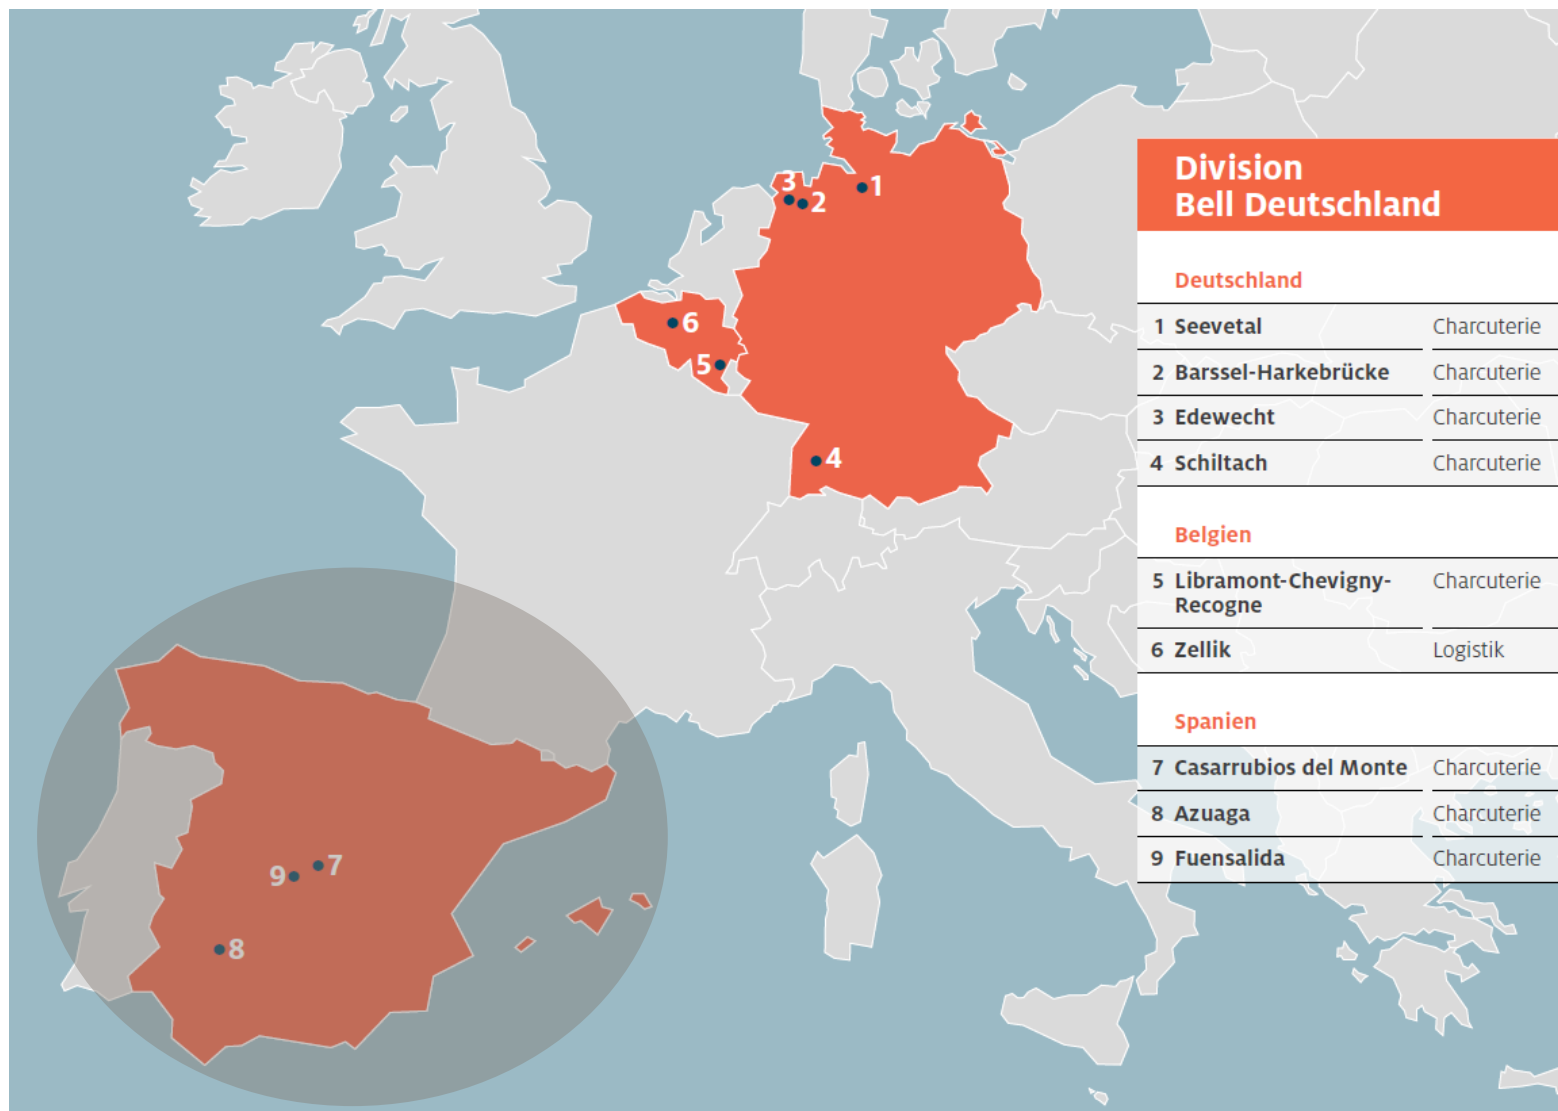 Division
Bell Deutschland
Deutschland
1 Seevetal Charcuterie
2 Barssel-Harkebrücke Charcuterie
3 Edewecht Charcuterie
4 Schiltach Charcuterie
Belgien
5 Libramont-Chevigny- Charcuterie
Recogne
6 Zellik Logistik
Spanien
7 Casarrubios del Monte Charcuterie
8 Azuaga Charcuterie
9 Fuensalida Charcuterie
3
1
2
6
5
4
7
9
8